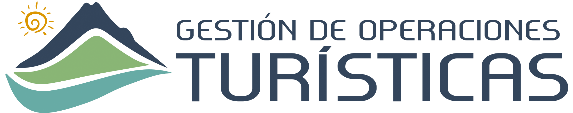 GESTIÓN DE OPERACIONES
TURÍSTICAS